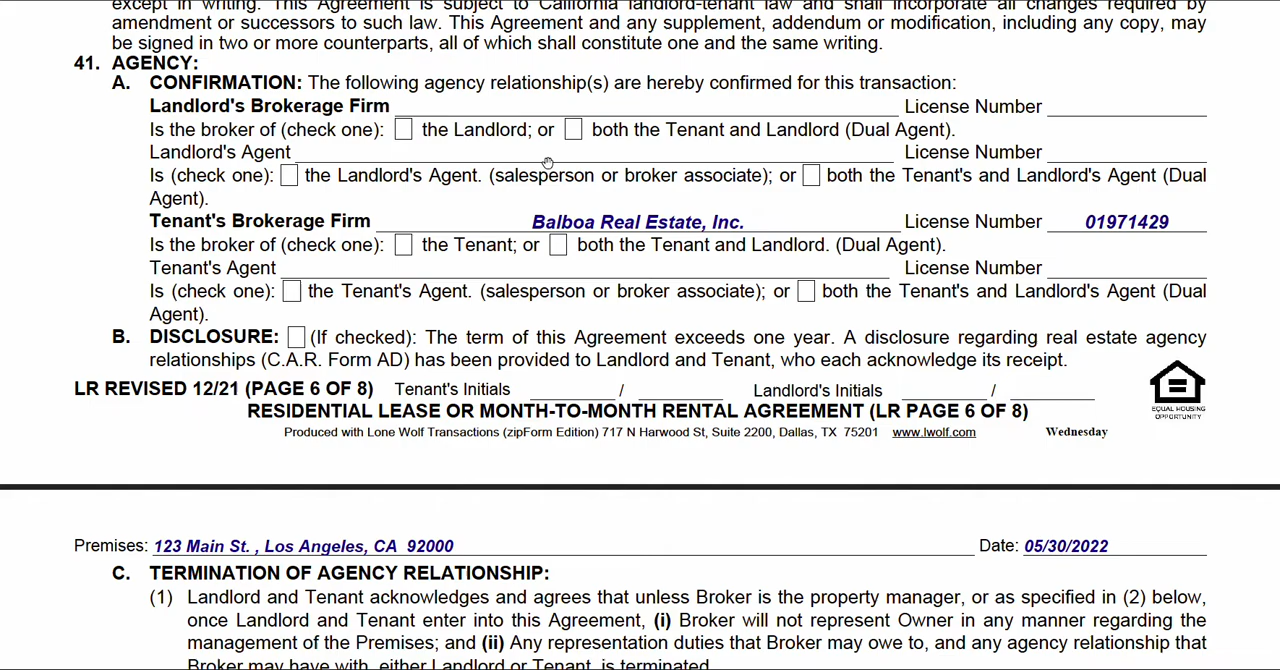 except in writing. This Agreement is subject to California landlord-tenant law and shall incorporate all changes required by
amendment or successors to such law. This Agreement and any supplement, addendum or modification, including any copy, may
be signed in two or more counterparts, all of which shall constitute one and the same writing.
41. AGENCY:
A. CONFIRMATION: The following agency relationship(s) are hereby confirmed for this transaction:
Landlord's Brokerage Firm License Number
Is the broker of (check one): the Landlord; or both the Tenant and Landlord (Dual Agent).
Landlord's Agent License Number
Is (check one): the Landlord's Agent. (salesperson or broker associate); or both the Tenant's and Landlord's Agent (Dual
Agent).
Tenant's Brokerage Firm Balboa Real Estate, Inc. License Number 01971429
Is the broker of (check one): the Tenant; or both the Tenant and Landlord. (Dual Agent).
Tenant's Agent License Number
Is (check one): the Tenant's Agent. (salesperson or broker associate); or both the Tenant's and Landlord's Agent (Dual
Agent).
B. DISCLOSURE: (If checked): The term of this Agreement exceeds one year. A disclosure regarding real estate agency
relationships (C.A.R. Form AD) has been provided to Landlord and Tenant, who each acknowledge its receipt.
LR REVISED 12/21 (PAGE 6 OF 8) Tenant's Initials / Landlord's Initials /
EQUAL HOUSING
OPPORTUNITY
RESIDENTIAL LEASE OR MONTH-TO-MONTH RENTAL AGREEMENT (LR PAGE 6 OF 8)
Produced with Lone Wolf Transactions (zipForm Edition) 717 N Harwood St, Suite 2200, Dallas, TX 75201 www.lwolf.com Wednesday
Premises: 123 Main St. , Los Angeles, CA 92000 Date: 05/30/2022
C. TERMINATION OF AGENCY RELATIONSHIP:
(1) Landlord and Tenant acknowledges and agrees that unless Broker is the property manager, or as specified in (2) below,
once Landlord and Tenant enter into this Agreement, (i) Broker will not represent Owner in any manner regarding the
management of the Premises; and (ii) Any representation duties that Broker may owe to, and any agency relationship that
Broker may have with, either Landlord or Tenant, is terminated.